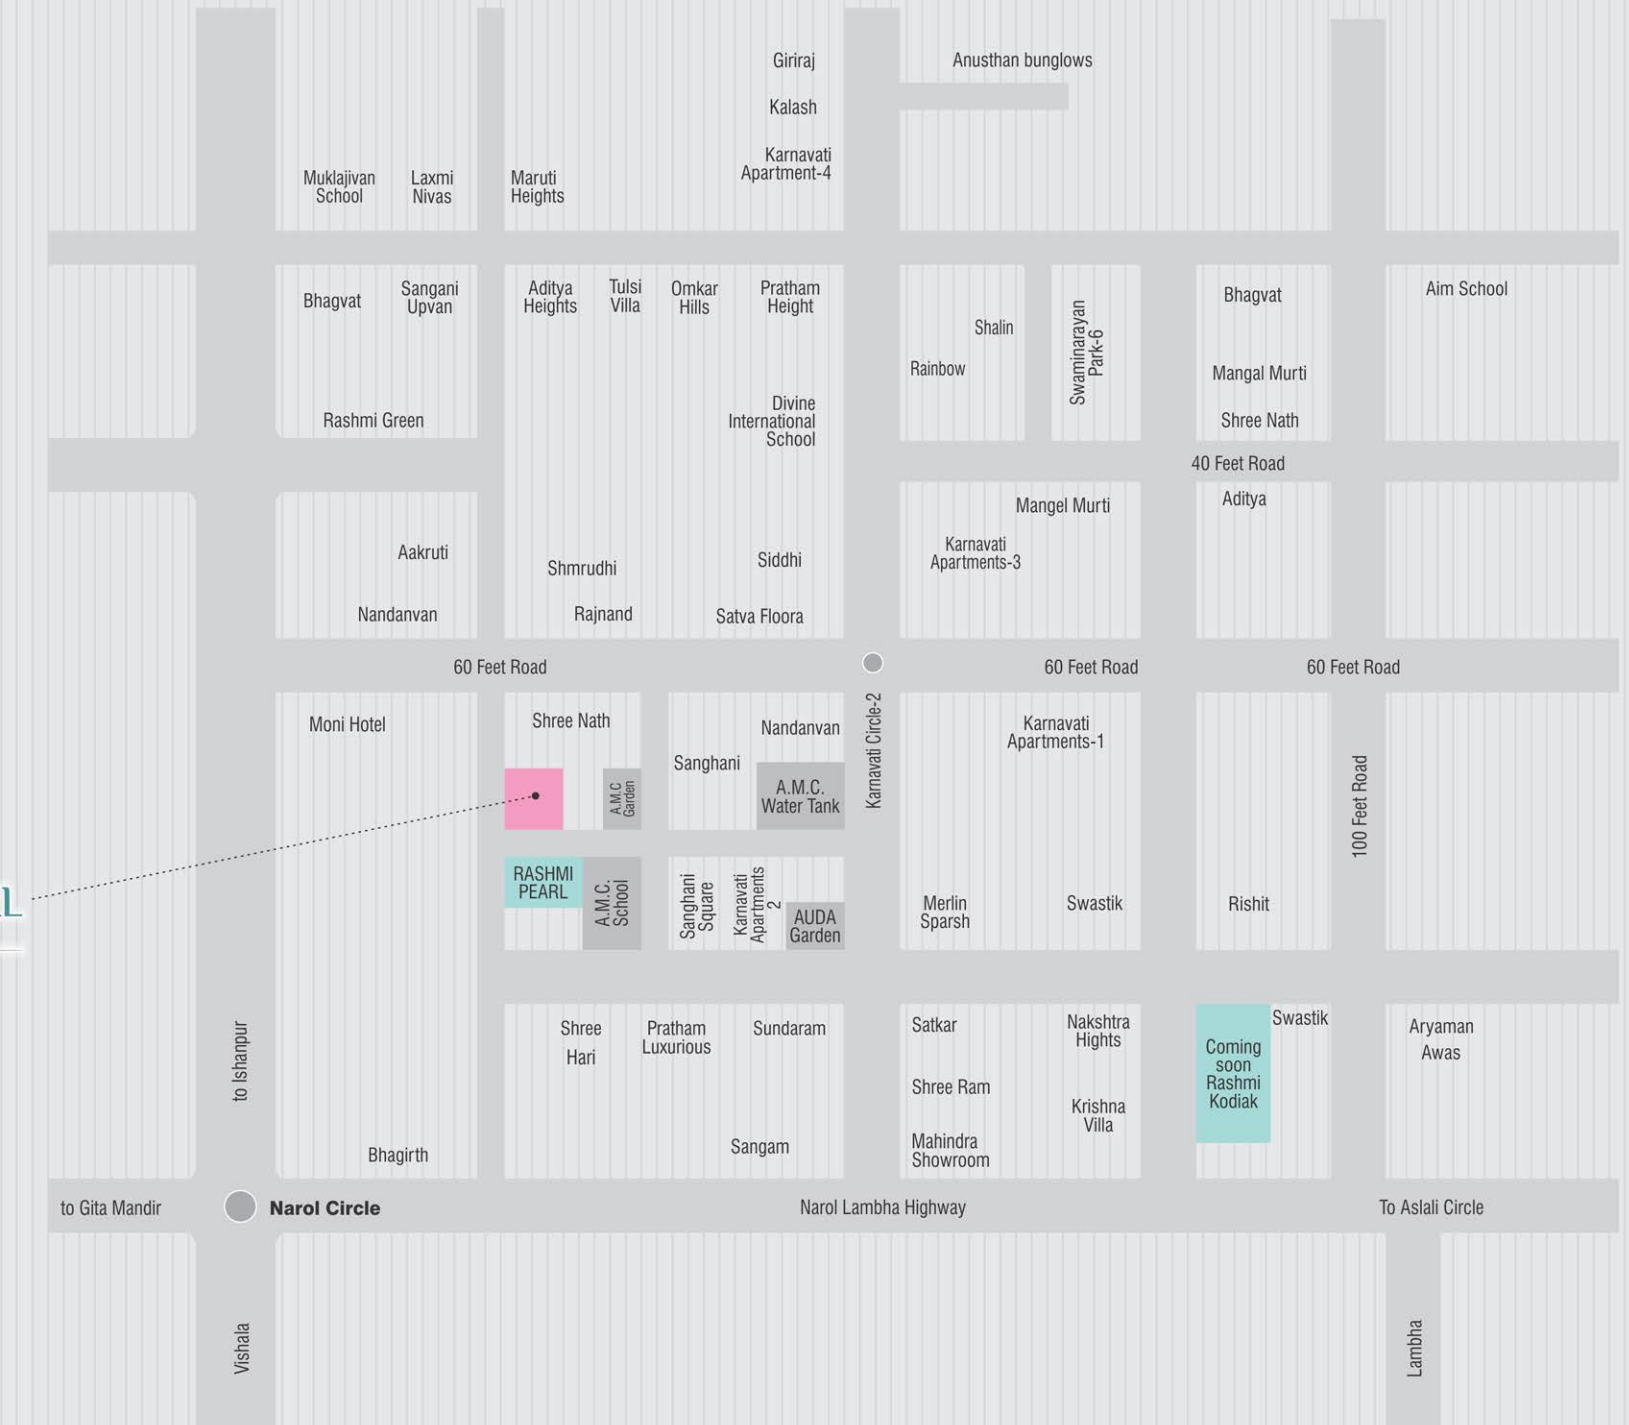 Giriraj
Anusthan bunglows
Kalash
Karnavati
Apartment-4
Muklajivan
School
Laxmi
Nivas
Maruti
Heights
Bhagvat
Sangani
Upvan
Aditya
Heights
Tulsi
Villa
Omkar
Hills
Pratham
Height
Shalin
Rainbow
Swaminarayan
Park-6
Bhagvat
Aim School
Mangal Murti
Rashmi Green
Divine
International
School
Shree Nath
40 Feet Road
Mangel Murti
Aditya
Aakruti
Shmrudhi
Siddhi
Karnavati
Apartments-3
Nandanvan
Rajnand
Satva Floora
60 Feet Road
60 Feet Road
60 Feet Road
Moni Hotel
Shree Nath
Nandanvan
Sanghani
Karnavati Circle-2
Karnavati
Apartments-1
A.M.C
Garden
A.M.C.
Water Tank
100 Feet Road
RASHMI
PEARL
A.M.C.
School
Sanghani
Square
Karnavati
Apartments
2
AUDA
Garden
Merlin
Sparsh
Swastik
Rishit
L
to Ishanpur
Shree
Hari
Pratham
Luxurious
Sundaram
Satkar
Nakshtra
Hights
Coming
soon
Rashmi
Kodiak
Swastik
Aryaman
Awas
Shree Ram
Krishna
Villa
Bhagirth
Sangam
Mahindra
Showroom
to Gita Mandir
Narol Circle
Narol Lambha Highway
To Aslali Circle
Vishala
Lambha